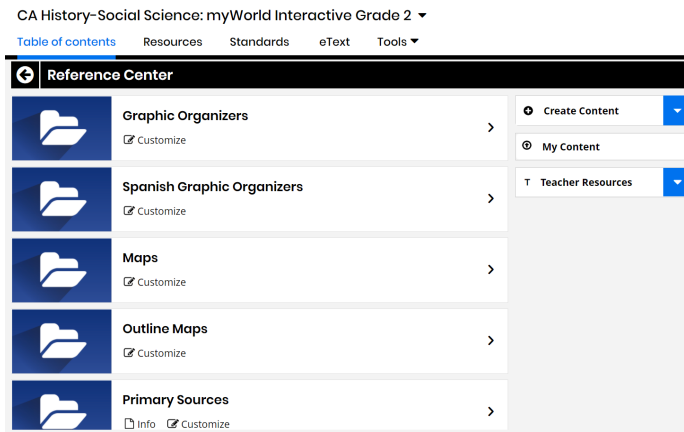 CA History-Social Science: myWorld Interactive Grade 2
Table of contents Resources Standards eText Tools
Reference Center
Graphic Organizers
Customize
Spanish Graphic Organizers
Customize
Maps
Customize
Outline Maps
Customize
Primary Sources
Info Customize
Create Content
My Content
T Teacher Resources